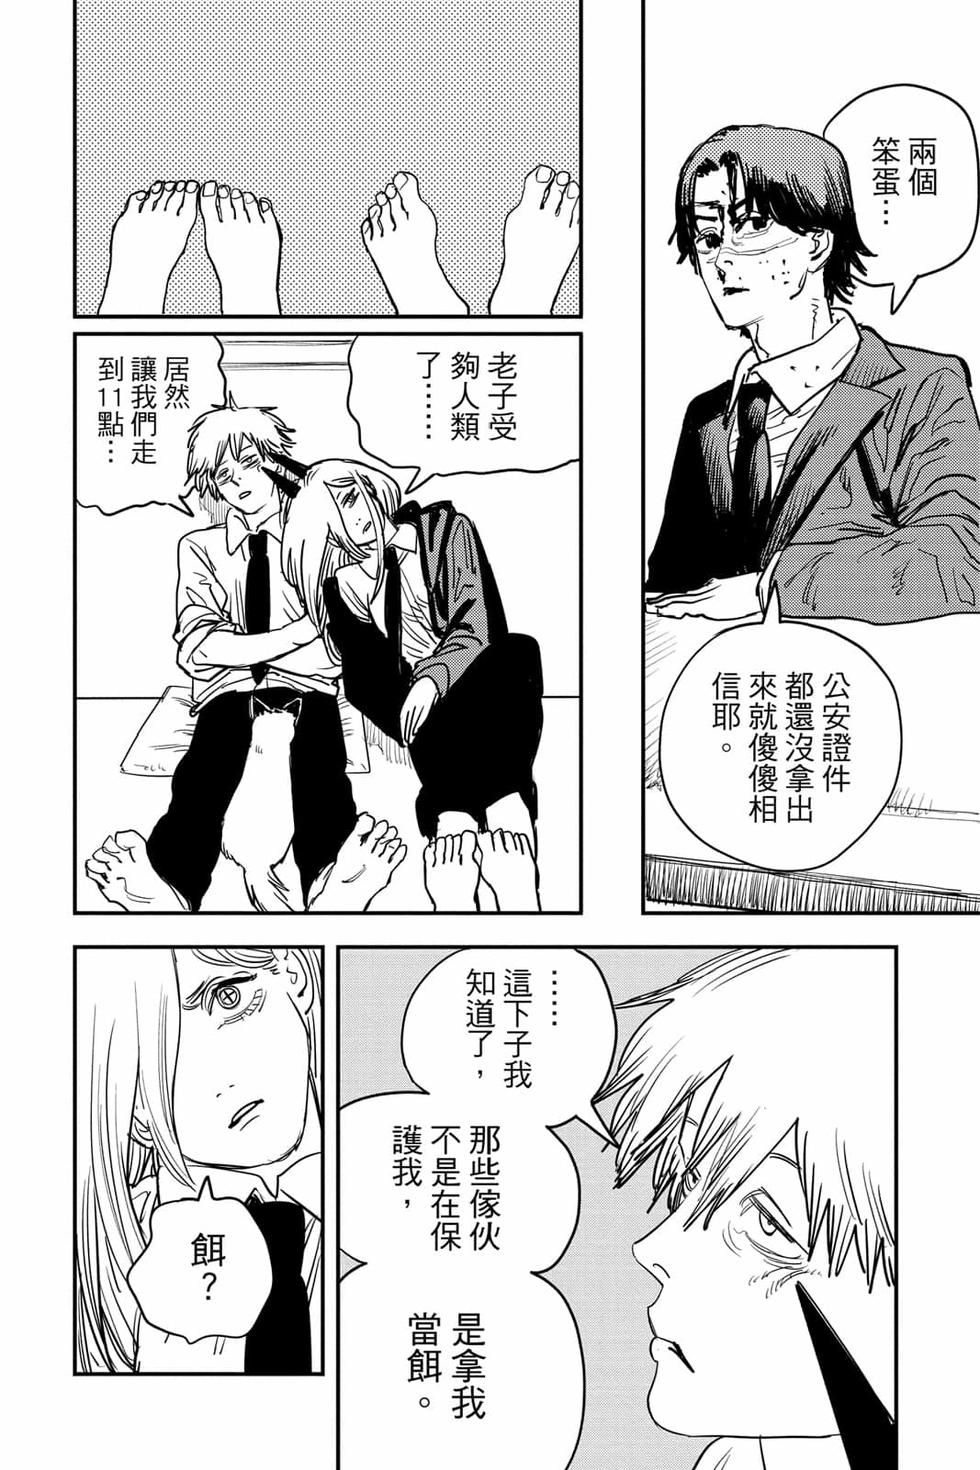 兩個
笨蛋…
公安證件
都還沒拿出
來就傻傻相
信耶。
老子受
夠人類
了……
居然
讓我們走
到11點…
……
這下子我
知道了，
那些傢伙
不是在保
護我，
是拿我
當餌。
餌？